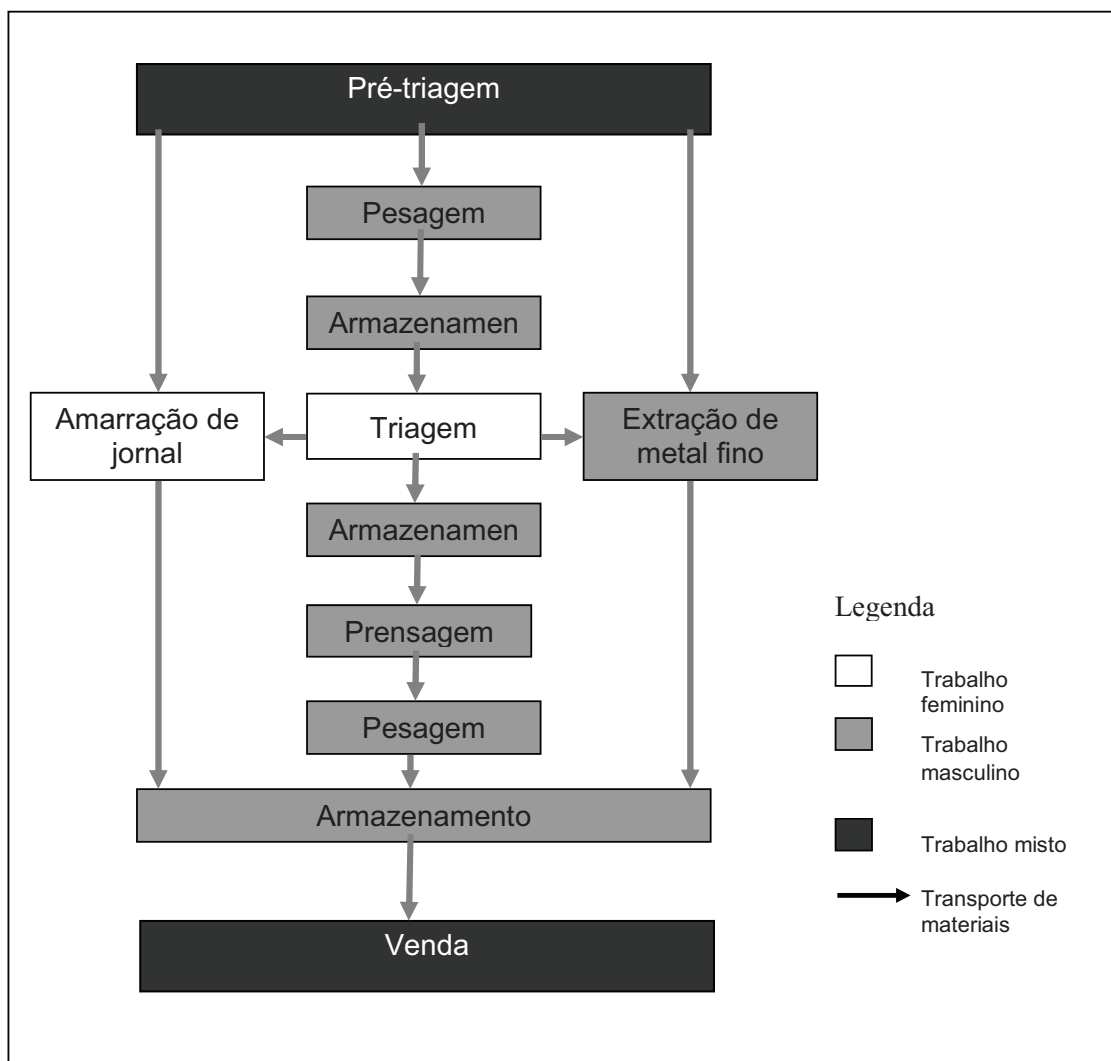 Pré-triagem
Pesagem
Armazenamen
Amarração de
jornal
Triagem
Extração de
metal fino
Armazenamen
Prensagem
Pesagem
Armazenamento
Venda
Legenda
Trabalho
feminino
Trabalho
masculino
Trabalho misto
Transporte de
materiais